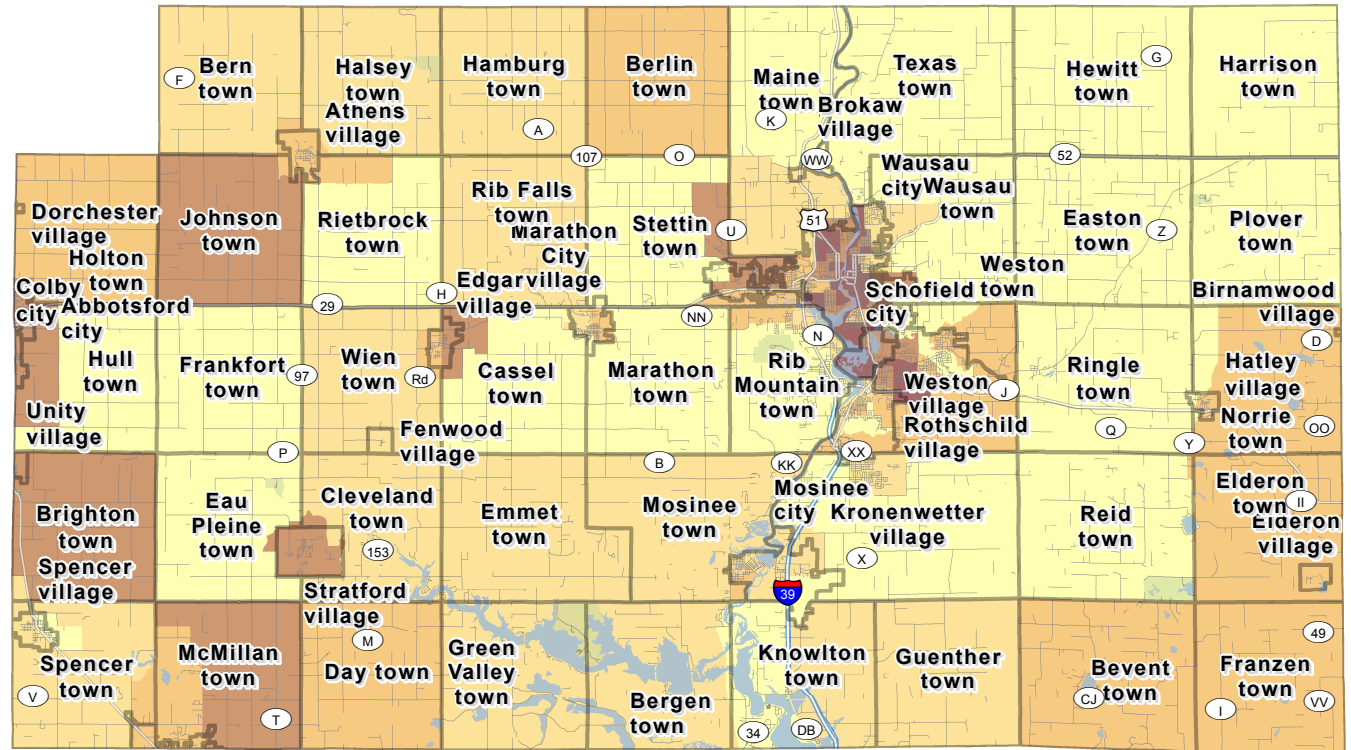 Bern
town
F
Halsey
town
Athens
village
Hamburg
town
A
Berlin
town
107
O
Maine
town
K
Brokaw
village
WW
Texas
town
Hewitt
town
G
Harrison
town
52
Dorchester
village
Holton
town
Colby
city
Abbotsford
city
Johnson
town
Rietbrock
town
29
H
Rib Falls
town
Marathon
City
village
Edgar
village
Stettin
town
U
51
NN
Wausau
city
Wausau
town
Schofield
city
Weston
town
Easton
town
Z
Plover
town
Birnamwood
village
D
Hull
town
Unity
village
Frankfort
town
97
Wien
town
Rd
Fenwood
village
P
Cassel
town
Marathon
town
B
N
Rib
Mountain
town
KK
XX
Weston
village
J
Rothschild
village
Ringle
town
Q
Y
Hatley
village
Norrie
town
OO
Brighton
town
Spencer
village
Eau
Pleine
town
Cleveland
town
153
Stratford
village
Emmet
town
Mosinee
town
Mosinee
city
Kronenwetter
village
X
39
Reid
town
Elderon
town
II
Elderon
village
Spencer
town
V
McMillan
town
T
M
Day town
Green
Valley
town
Bergen
town
Knowlton
town
34
DB
Guenther
town
Bevent
town
CJ
Franzen
town
49
I
VV